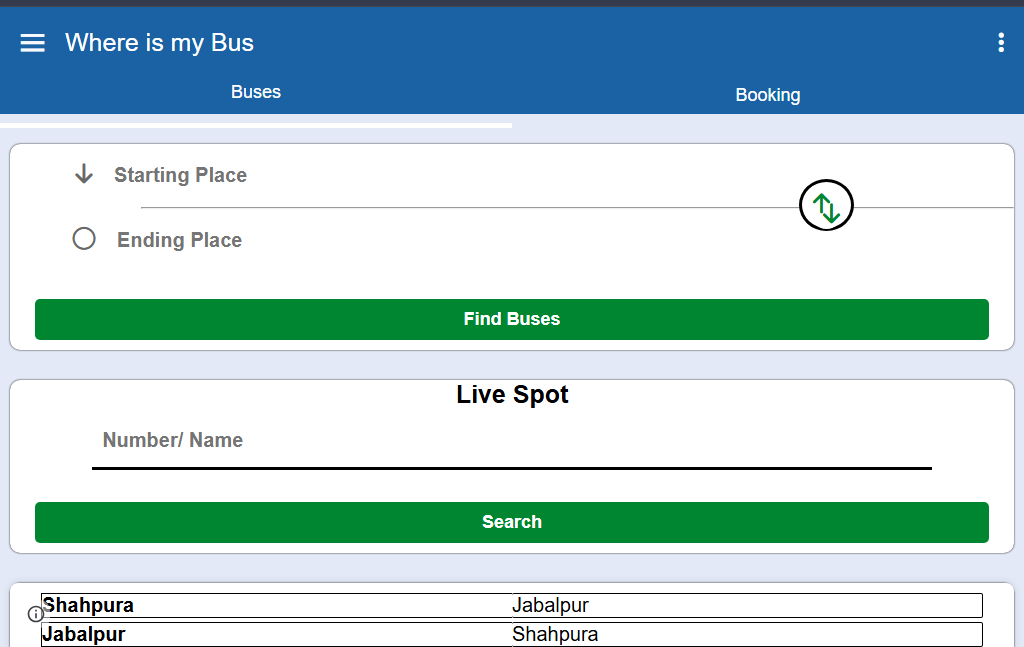 Where is my Bus
Buses Booking
Starting Place
Ending Place
Find Buses
Live Spot
Number/ Name
Search
Shahpura Jabalpur
Jabalpur Shahpura